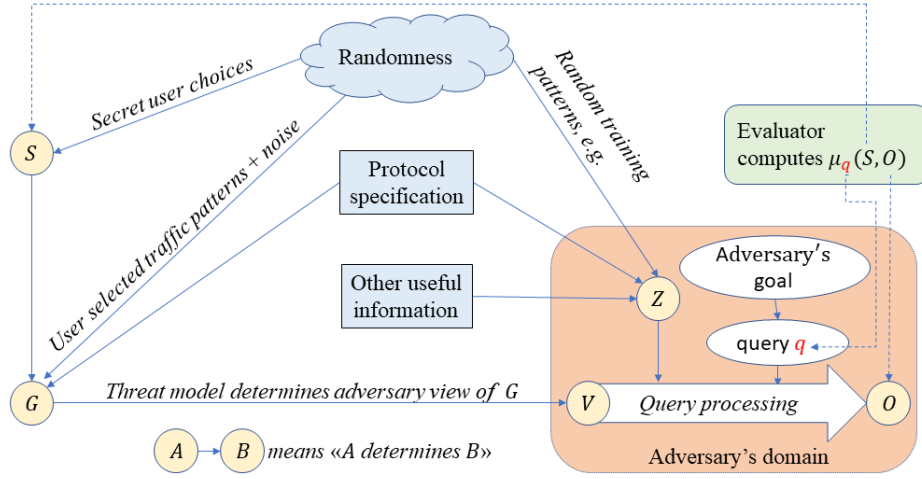 Randomness
Secret user choices
Random training
patterns, e.g.
S
Evaluator
computes μ_q(S,O)
User selected traffic patterns + noise
Protocol
specification
Other useful
information
Adversary's
goal
Z
query q
G
Threat model determines adversary view of G
V
Query processing
O
A B means «A determines B»
Adversary's domain